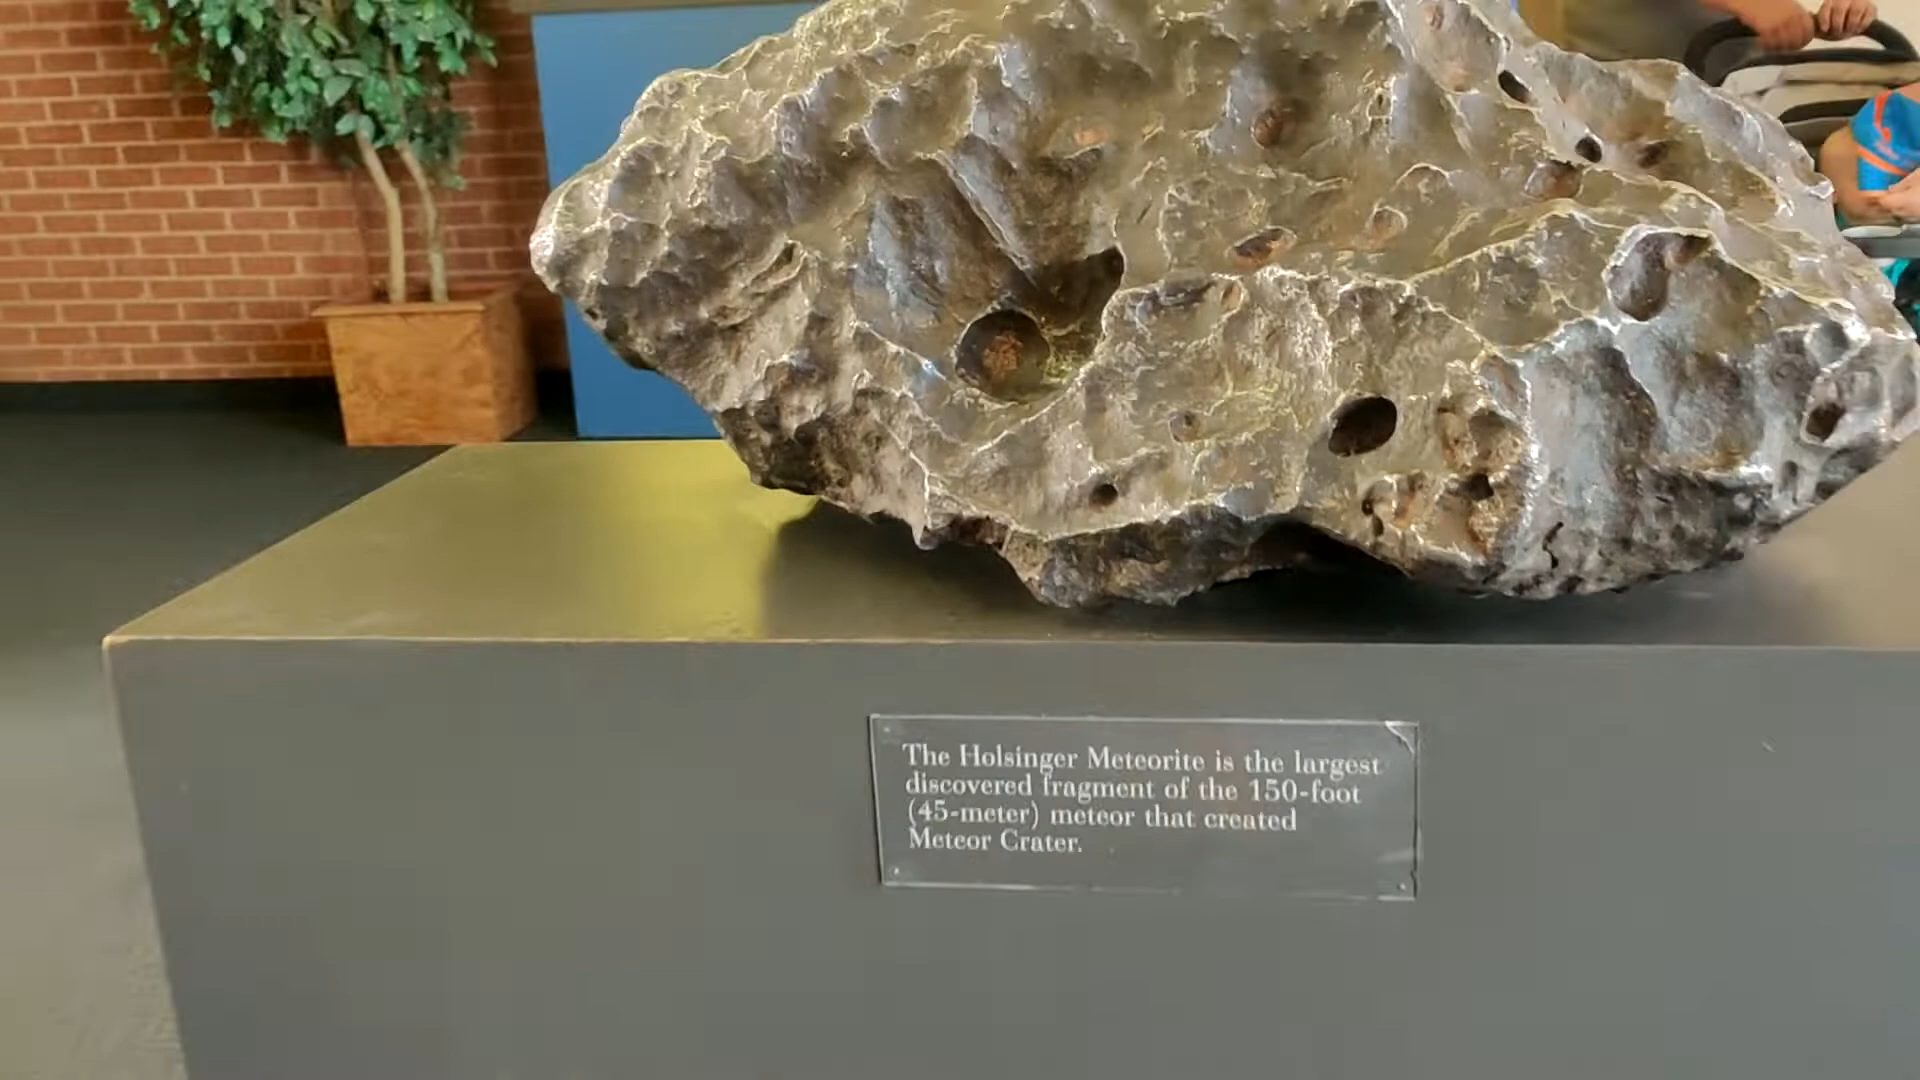 The Holsinger Meteorite is the largest
discovered fragment of the 150-foot
(45-meter) meteor that created
Meteor Crater.